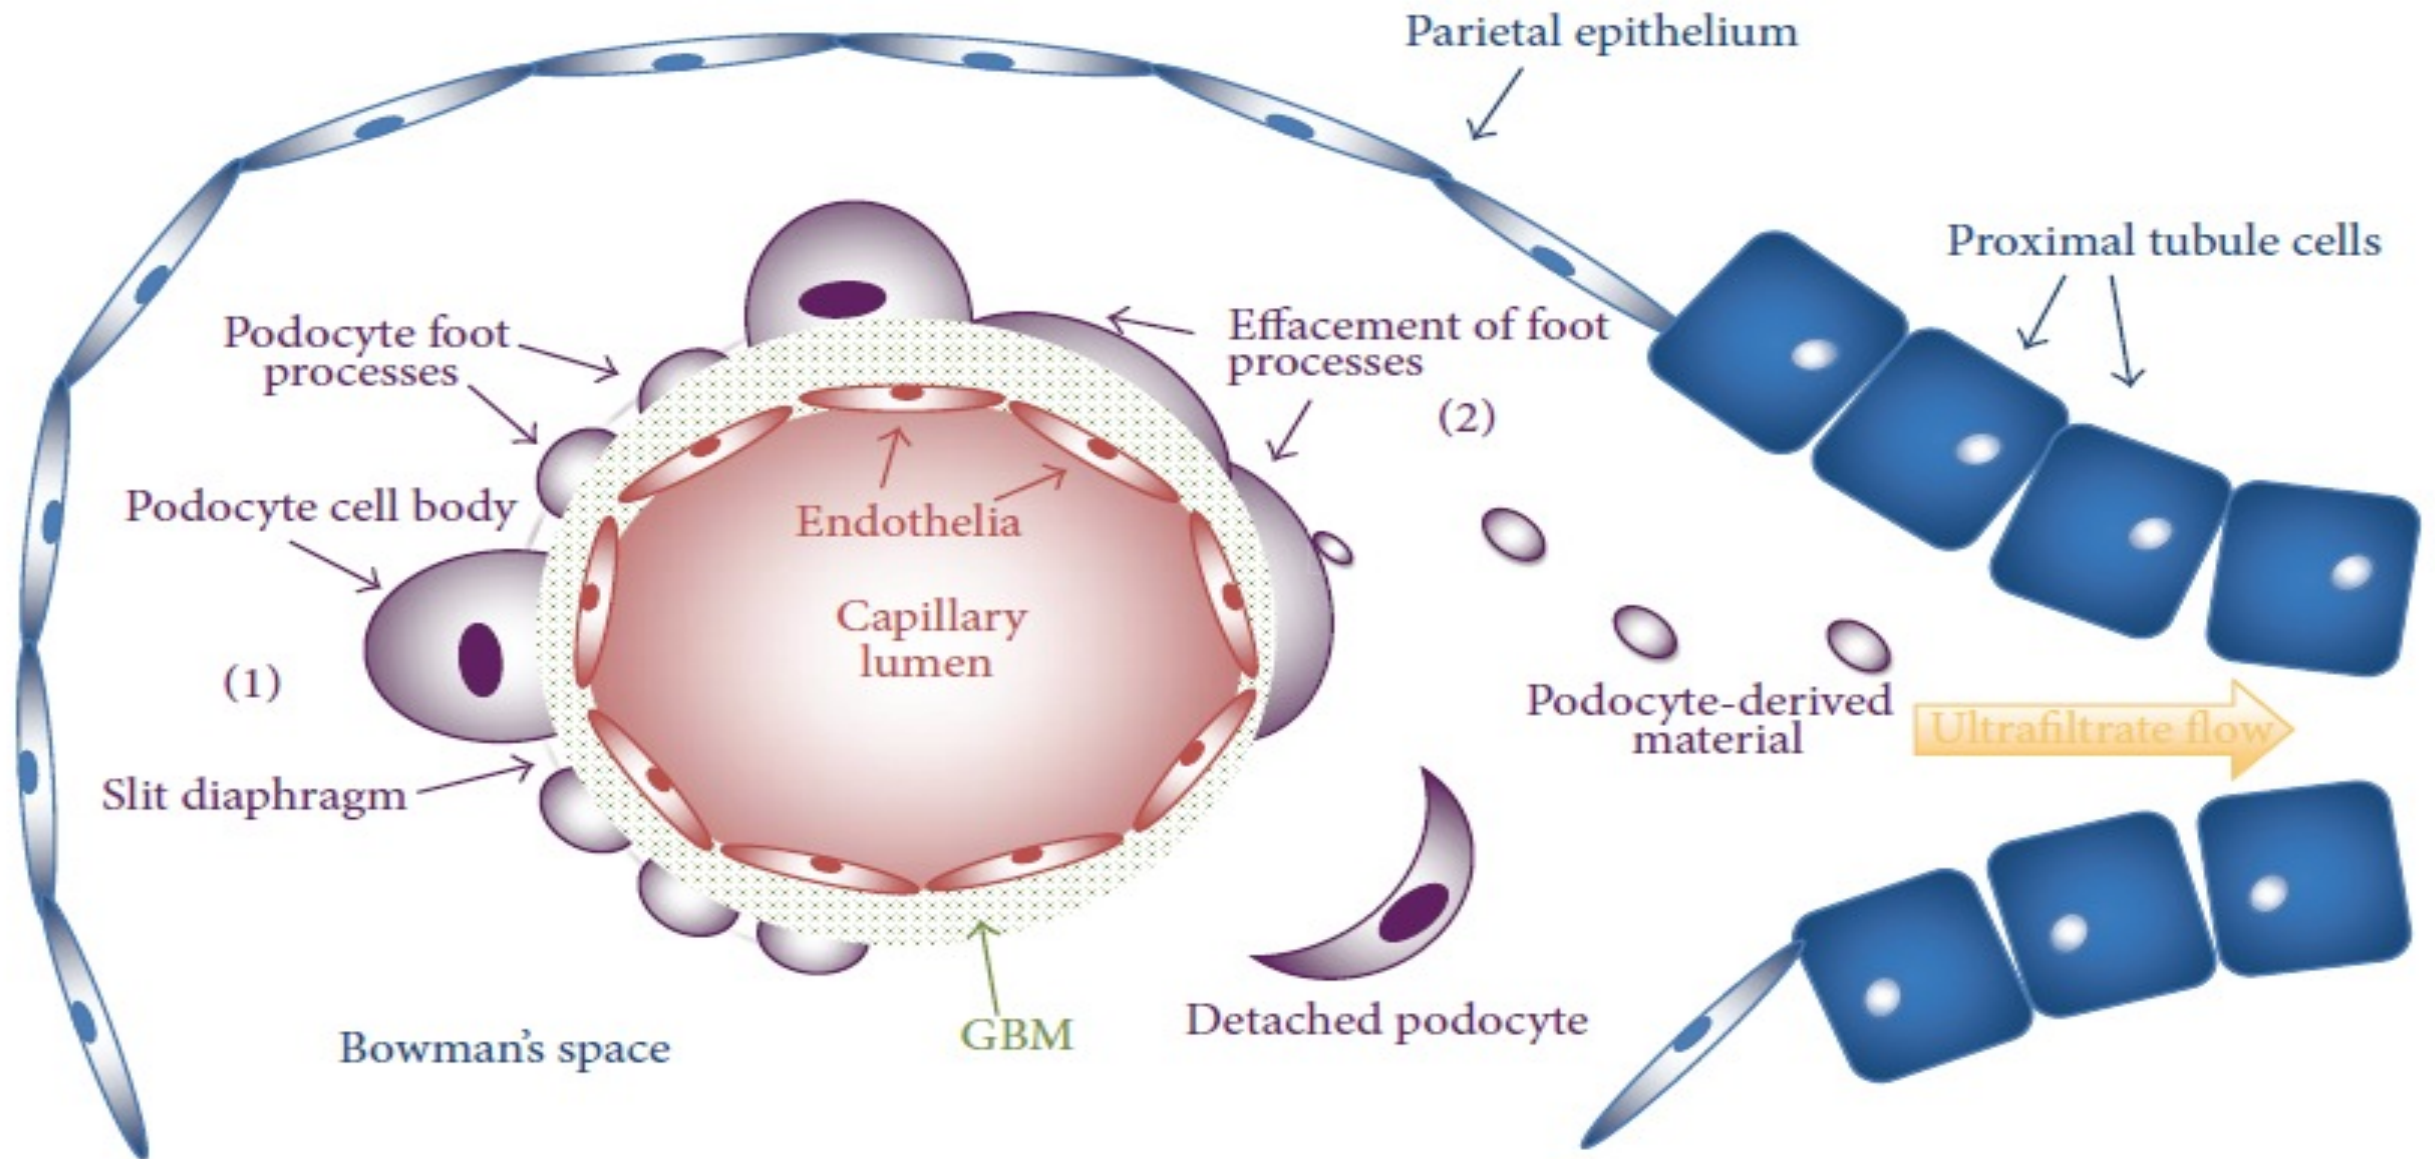 Parietal epithelium
Proximal tubule cells
Podocyte foot
processes
Effacement of foot
processes
(2)
Podocyte cell body
Endothelia
Capillary
lumen
(1)
Podocyte-derived
material
Ultrafiltrate flow
Slit diaphragm
Detached podocyte
GBM
Bowman's space